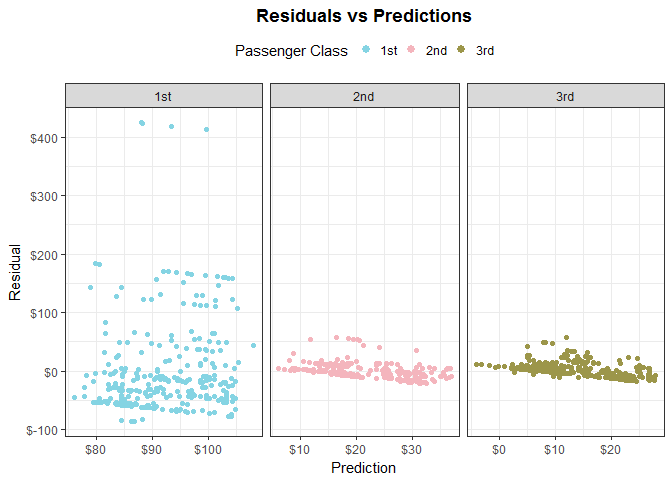 Residuals vs Predictions
Passenger Class 1st 2nd 3rd
1st 2nd 3rd
$400
$300
$200
$100
$0
$-100
Residual
$80 $90 $100 $10 $20 $30 $0 $10 $20
Prediction